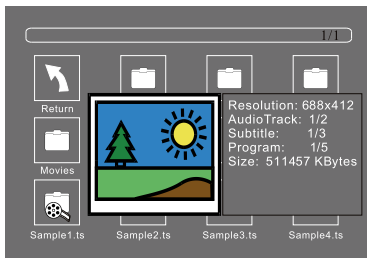 1/1
Return
Resolution: 688x412
AudioTrack: 1/2
Subtitle: 1/3
Program: 1/5
Size: 511457 KBytes
Movies
Sample1.ts Sample2.ts Sample3.ts Sample4.ts